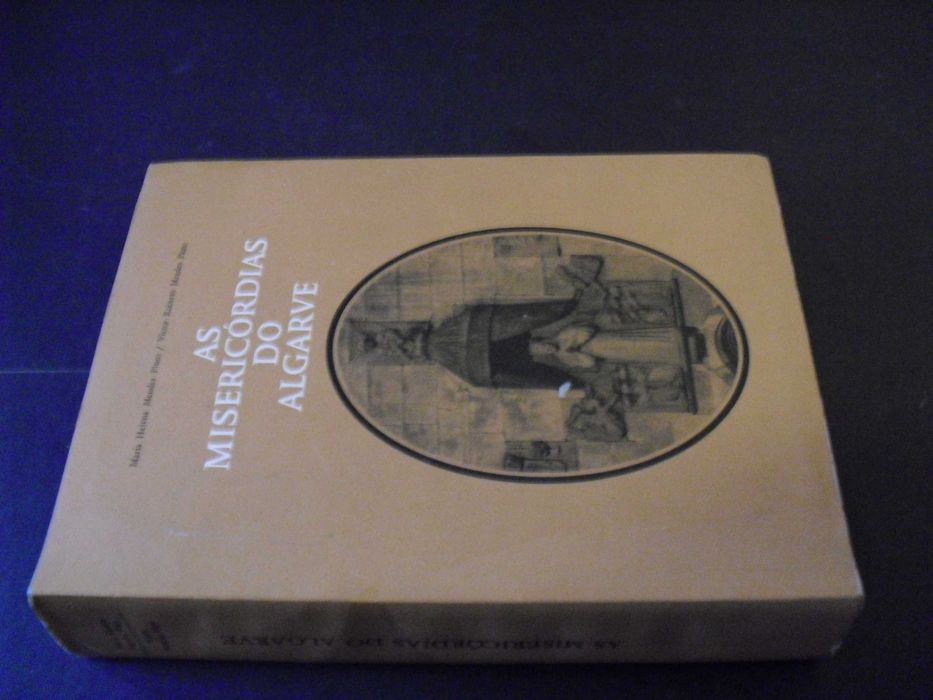 Maria Helena Mendes Pinto / Victor Roberto Mendes Pinto
AS
MISERICÓRDIAS
DO
ALGARVE
AS MISERICÓRDIAS DO ALGARVE